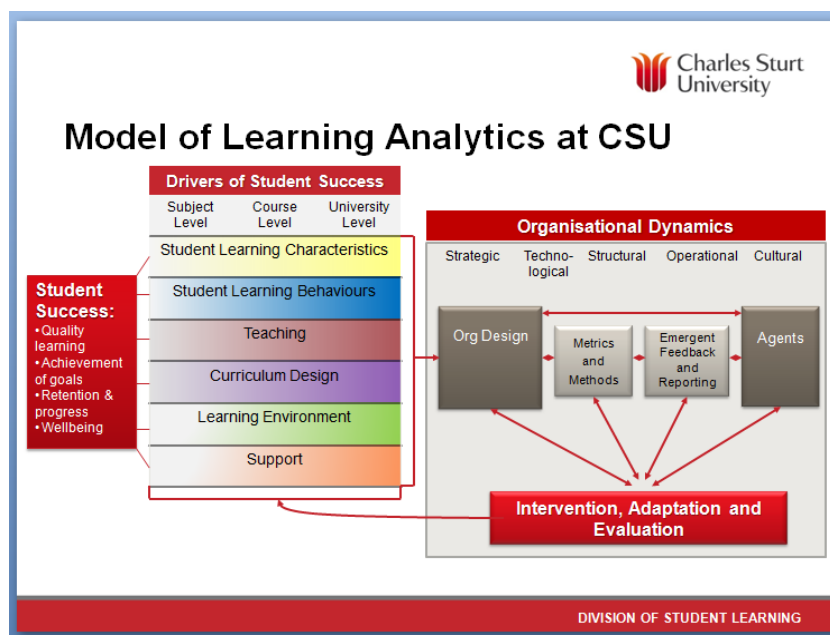 Charles Sturt
University
Model of Learning Analytics at CSU
Drivers of Student Success
Subject Level
Course Level
University Level
Student Learning Characteristics
Student Learning Behaviours
Teaching
Curriculum Design
Learning Environment
Support
Student
Success:
•Quality
learning
•Achievement
of goals
•Retention &
progress
•Wellbeing
Organisational Dynamics
Strategic
Techno-
logical
Structural
Operational
Cultural
Org Design
Metrics
and
Methods
Emergent
Feedback
and
Reporting
Agents
Intervention, Adaptation and
Evaluation
DIVISION OF STUDENT LEARNING